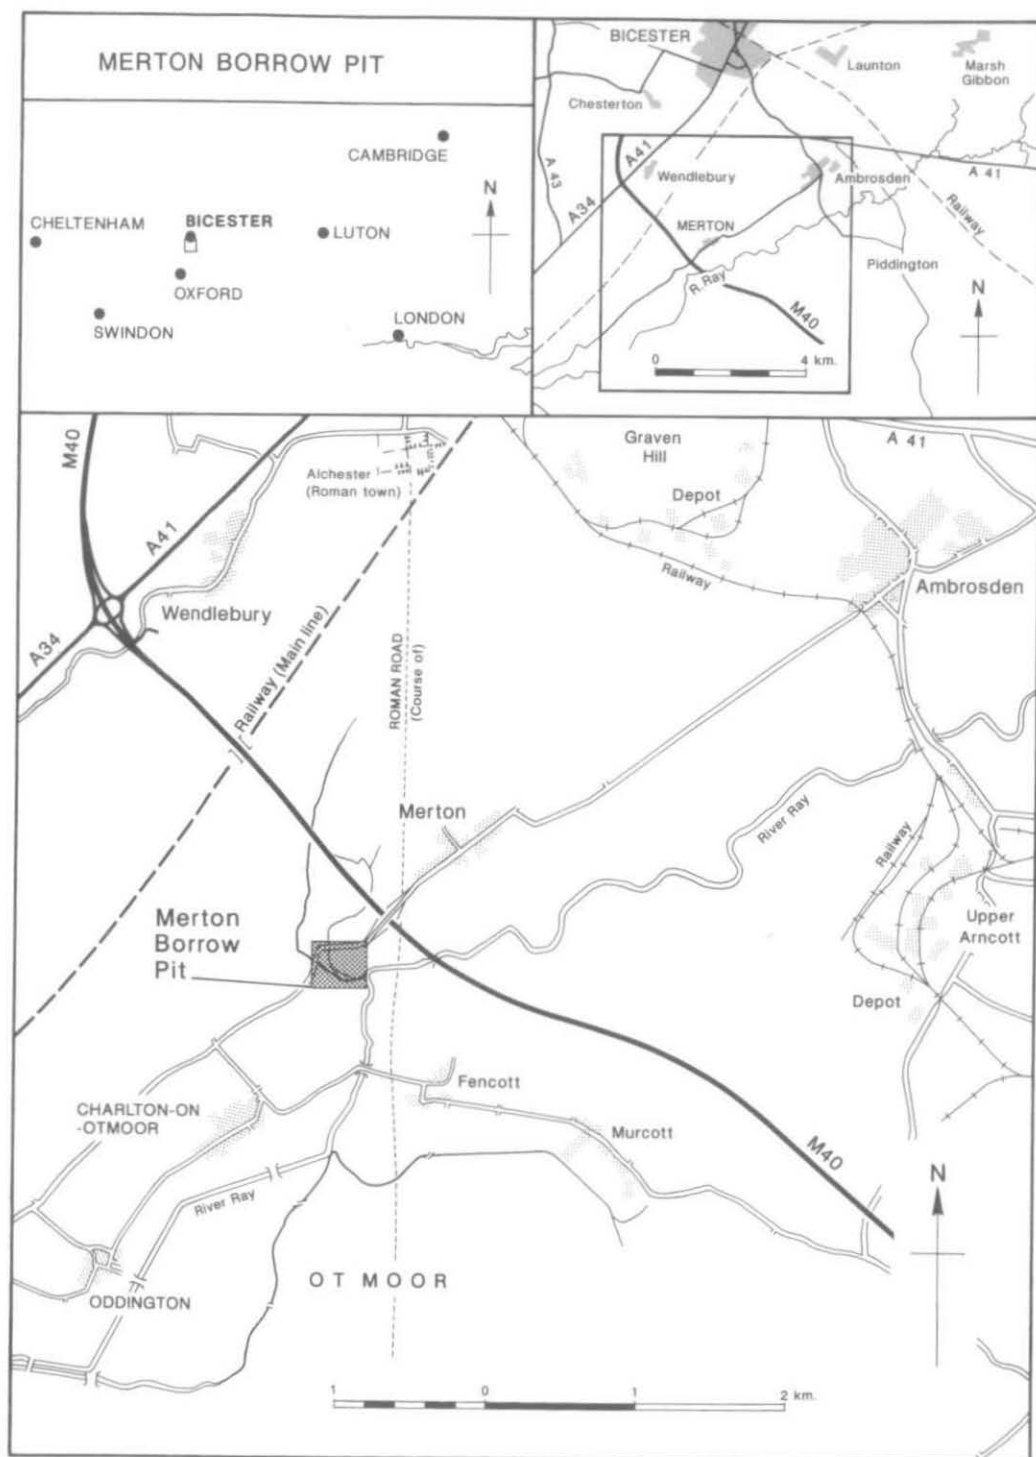 MERTON BORROW PIT
CAMBRIDGE
N
CHELTENHAM
BICESTER
LUTON
OXFORD
SWINDON
LONDON
BICESTER
Launton
Marsh
Gibbon
Chesterton
A 43
A41
Wendlebury
Ambrosden
A 41
A34
Railway
MERTON
Piddington
R. Ray
N
M40
0
4 km.
M40
Graven
Hill
A 41
Alchester
(Roman town)
Depot
A41
Railway
Ambrosden
Wendlebury
A34
Railway (Main line)
ROMAN ROAD
(Course of)
Merton
River Ray
Railway
Merton
Borrow
Pit
Upper
Arncott
Depot
Fencott
CHARLTON-ON
-OTMOOR
Murcott
M40
N
River Ray
OT MOOR
ODDINGTON
1
0
1
2 km.